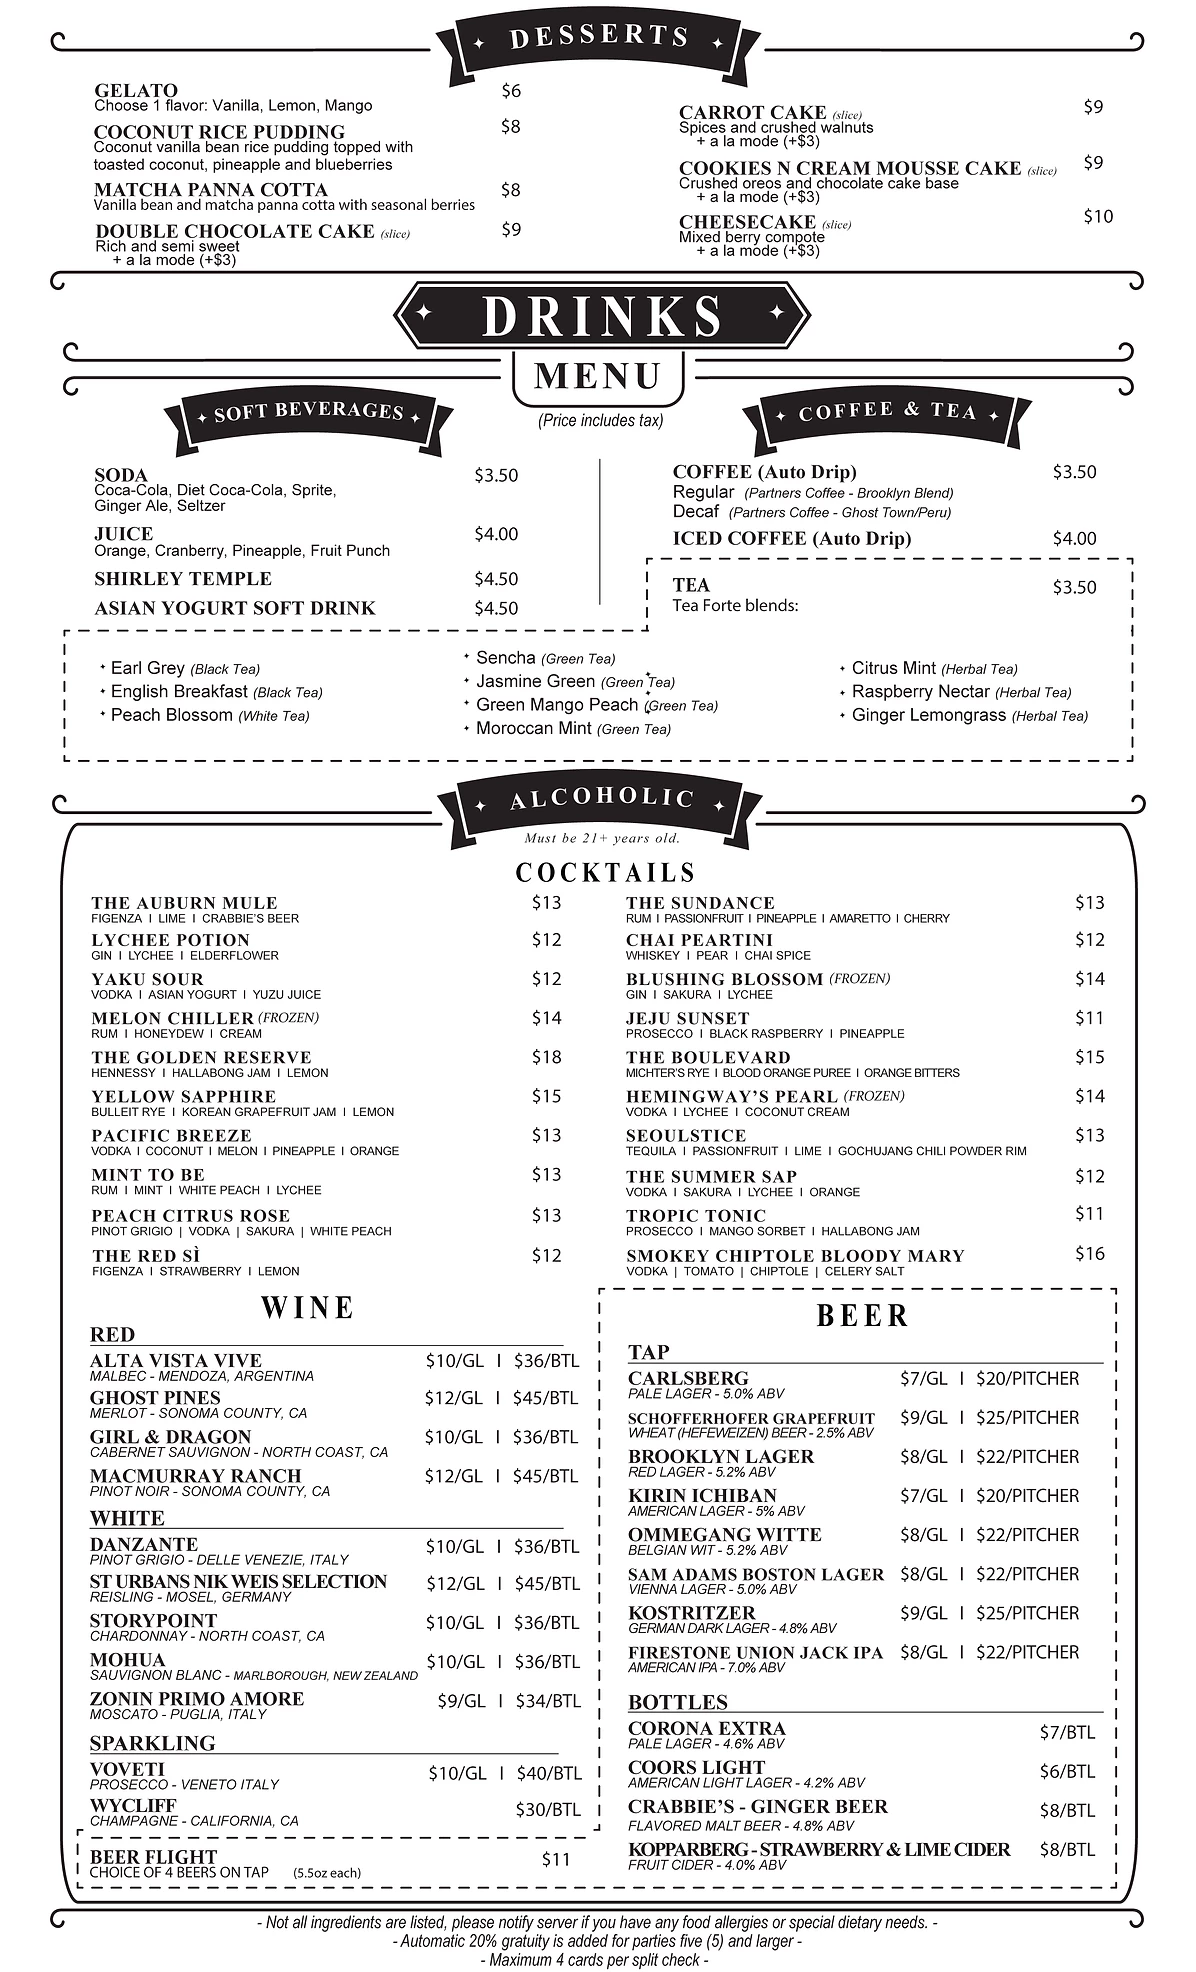 DESSERTS
GELATO $6
Choose 1 flavor: Vanilla, Lemon, Mango
COCONUT RICE PUDDING $8
Coconut vanilla bean rice pudding topped with
toasted coconut, pineapple and blueberries
MATCHA PANNA COTTA $8
Vanilla bean and matcha panna cotta with seasonal berries
DOUBLE CHOCOLATE CAKE (slice) $9
Rich and semi sweet
+ a la mode (+$3)
CARROT CAKE (slice) $9
Spices and crushed walnuts
+ a la mode (+$3)
COOKIES N CREAM MOUSSE CAKE (slice) $9
Crushed oreos and chocolate cake base
+ a la mode (+$3)
CHEESECAKE (slice) $10
Mixed berry compote
+ a la mode (+$3)
DRINKS
MENU
(Price includes tax)
SOFT BEVERAGES
SODA $3.50
Coca-Cola, Diet Coca-Cola, Sprite,
Ginger Ale, Seltzer
JUICE $4.00
Orange, Cranberry, Pineapple, Fruit Punch
SHIRLEY TEMPLE $4.50
ASIAN YOGURT SOFT DRINK $4.50
COFFEE & TEA
COFFEE (Auto Drip) $3.50
Regular (Partners Coffee - Brooklyn Blend)
Decaf (Partners Coffee - Ghost Town/Peru)
ICED COFFEE (Auto Drip) $4.00
TEA $3.50
Tea Forte blends:
Earl Grey (Black Tea)
English Breakfast (Black Tea)
Peach Blossom (White Tea)
Sencha (Green Tea)
Jasmine Green (Green Tea)
Green Mango Peach (Green Tea)
Moroccan Mint (Green Tea)
Citrus Mint (Herbal Tea)
Raspberry Nectar (Herbal Tea)
Ginger Lemongrass (Herbal Tea)
ALCOHOLIC
Must be 21+ years old.
COCKTAILS
THE AUBURN MULE $13
FIGENZA I LIME I CRABBIE'S BEER
LYCHEE POTION $12
GIN I LYCHEE I ELDERFLOWER
YAKU SOUR $12
VODKA I ASIAN YOGURT I YUZU JUICE
MELON CHILLER (FROZEN) $14
RUM I HONEYDEW I CREAM
THE GOLDEN RESERVE $18
HENNESSY I HALLABONG JAM I LEMON
YELLOW SAPPHIRE $15
BULLEIT RYE I KOREAN GRAPEFRUIT JAM I LEMON
PACIFIC BREEZE $13
VODKA I COCONUT I MELON I PINEAPPLE I ORANGE
MINT TO BE $13
RUM I MINT I WHITE PEACH I LYCHEE
PEACH CITRUS ROSE $13
PINOT GRIGIO | VODKA | SAKURA | WHITE PEACH
THE RED SÌ $12
FIGENZA I STRAWBERRY I LEMON
THE SUNDANCE $13
RUM I PASSIONFRUIT I PINEAPPLE I AMARETTO I CHERRY
CHAI PEARTINI $12
WHISKEY I PEAR I CHAI SPICE
BLUSHING BLOSSOM (FROZEN) $14
GIN I SAKURA I LYCHEE
JEJU SUNSET $11
PROSECCO I BLACK RASPBERRY I PINEAPPLE
THE BOULEVARD $15
MICHTER'S RYE I BLOOD ORANGE PUREE I ORANGE BITTERS
HEMINGWAY'S PEARL (FROZEN) $14
VODKA I LYCHEE I COCONUT CREAM
SEOULSTICE $13
TEQUILA I PASSIONFRUIT I LIME I GOCHUJANG CHILI POWDER RIM
THE SUMMER SAP $12
VODKA I SAKURA I LYCHEE I ORANGE
TROPIC TONIC $11
PROSECCO I MANGO SORBET I HALLABONG JAM
SMOKEY CHIPTOLE BLOODY MARY $16
VODKA | TOMATO | CHIPTOLE | CELERY SALT
WINE
RED
ALTA VISTA VIVE $10/GL I $36/BTL
MALBEC - MENDOZA, ARGENTINA
GHOST PINES $12/GL I $45/BTL
MERLOT - SONOMA COUNTY, CA
GIRL & DRAGON $10/GL I $36/BTL
CABERNET SAUVIGNON - NORTH COAST, CA
MACMURRAY RANCH $12/GL I $45/BTL
PINOT NOIR - SONOMA COUNTY, CA
WHITE
DANZANTE $10/GL I $36/BTL
PINOT GRIGIO - DELLE VENEZIE, ITALY
ST URBANS NIK WEIS SELECTION $12/GL I $45/BTL
REISLING - MOSEL, GERMANY
STORYPOINT $10/GL I $36/BTL
CHARDONNAY - NORTH COAST, CA
MOHUA $10/GL I $36/BTL
SAUVIGNON BLANC - MARLBOROUGH, NEW ZEALAND
ZONIN PRIMO AMORE $9/GL I $34/BTL
MOSCATO - PUGLIA, ITALY
SPARKLING
VOVETI $10/GL I $40/BTL
PROSECCO - VENETO ITALY
WYCLIFF $30/BTL
CHAMPAGNE - CALIFORNIA, CA
BEER FLIGHT $11
CHOICE OF 4 BEERS ON TAP (5.5oz each)
BEER
TAP
CARLSBERG $7/GL I $20/PITCHER
PALE LAGER - 5.0% ABV
SCHOFFERHOFER GRAPEFRUIT $9/GL I $25/PITCHER
WHEAT (HEFEWEIZEN) BEER - 2.5% ABV
BROOKLYN LAGER $8/GL I $22/PITCHER
RED LAGER - 5.2% ABV
KIRIN ICHIBAN $7/GL I $20/PITCHER
AMERICAN LAGER - 5% ABV
OMMEGANG WITTE $8/GL I $22/PITCHER
BELGIAN WIT - 5.2% ABV
SAM ADAMS BOSTON LAGER $8/GL I $22/PITCHER
VIENNA LAGER - 5.0% ABV
KOSTRITZER $9/GL I $25/PITCHER
GERMAN DARK LAGER - 4.8% ABV
FIRESTONE UNION JACK IPA $8/GL I $22/PITCHER
AMERICAN IPA - 7.0% ABV
BOTTLES
CORONA EXTRA $7/BTL
PALE LAGER - 4.6% ABV
COORS LIGHT $6/BTL
AMERICAN LIGHT LAGER - 4.2% ABV
CRABBIE'S - GINGER BEER $8/BTL
FLAVORED MALT BEER - 4.8% ABV
KOPPARBERG - STRAWBERRY & LIME CIDER $8/BTL
FRUIT CIDER - 4.0% ABV
- Not all ingredients are listed, please notify server if you have any food allergies or special dietary needs. -
- Automatic 20% gratuity is added for parties five (5) and larger -
- Maximum 4 cards per split check -